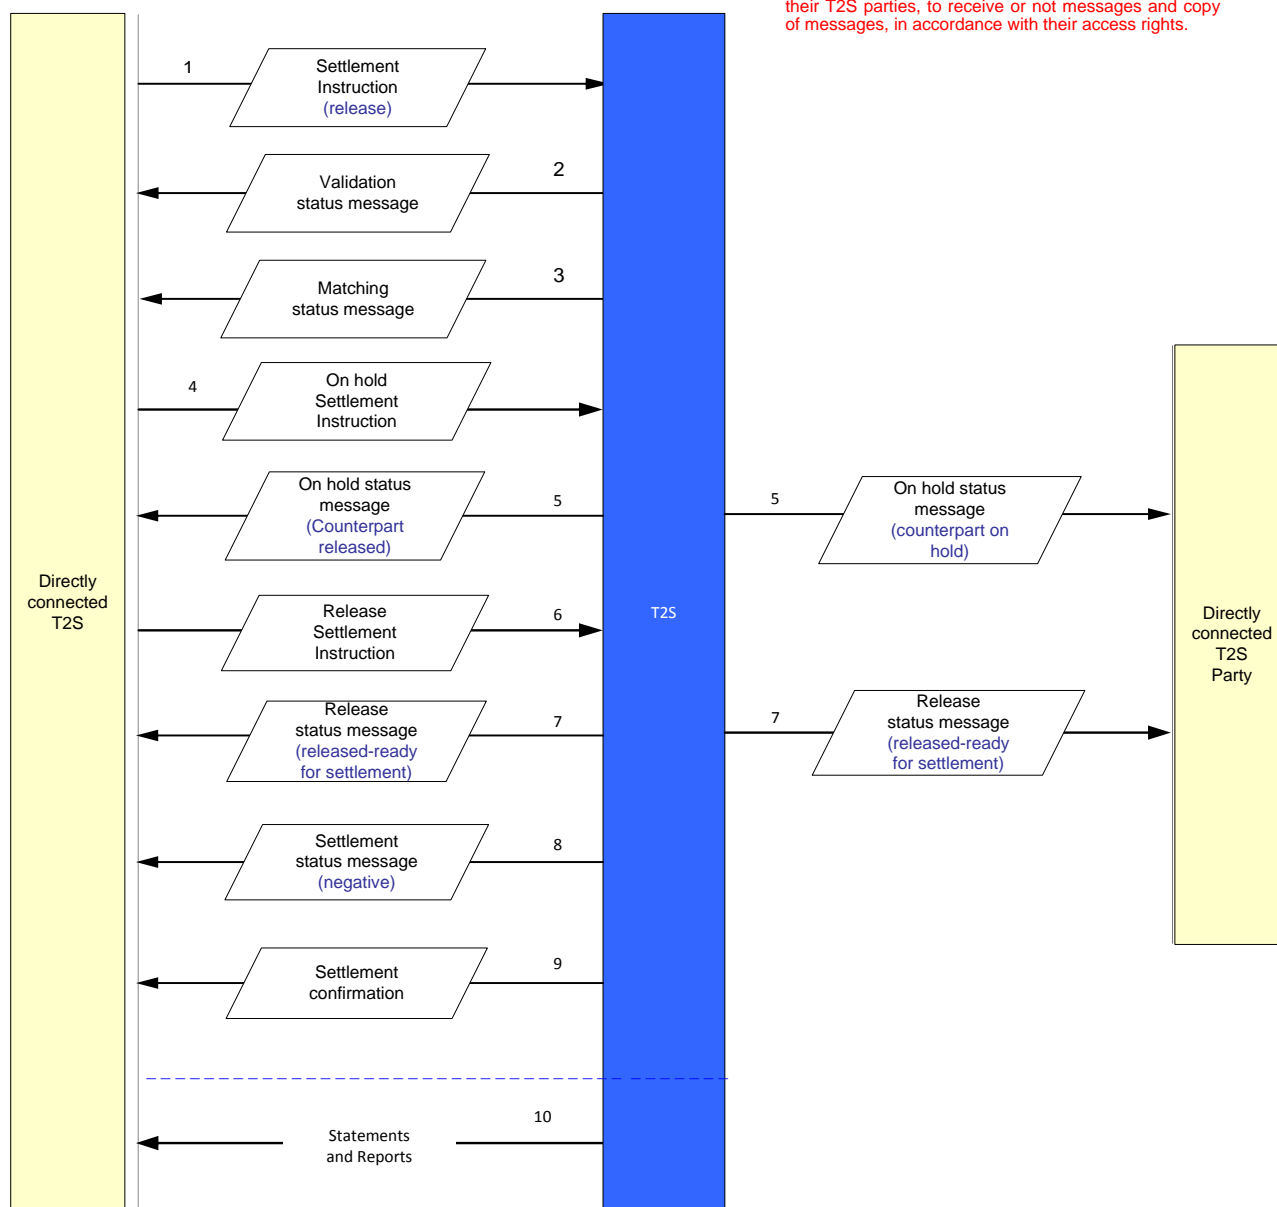 their T2S parties, to receive or not messages and copy
of messages, in accordance with their access rights.
1
Settlement
Instruction
(release)
2
Validation
status message
3
Matching
status message
4
On hold
Settlement
Instruction
On hold status
message
(Counterpart
released)
5
5
On hold status
message
(counterpart on
hold)
Directly
connected
T2S
Release
Settlement
Instruction
6
T2S
Directly
connected
T2S
Party
Release
status message
(released-ready
for settlement)
7
7
Release
status message
(released-ready
for settlement)
Settlement
status message
(negative)
8
Settlement
confirmation
9
10
Statements
and Reports